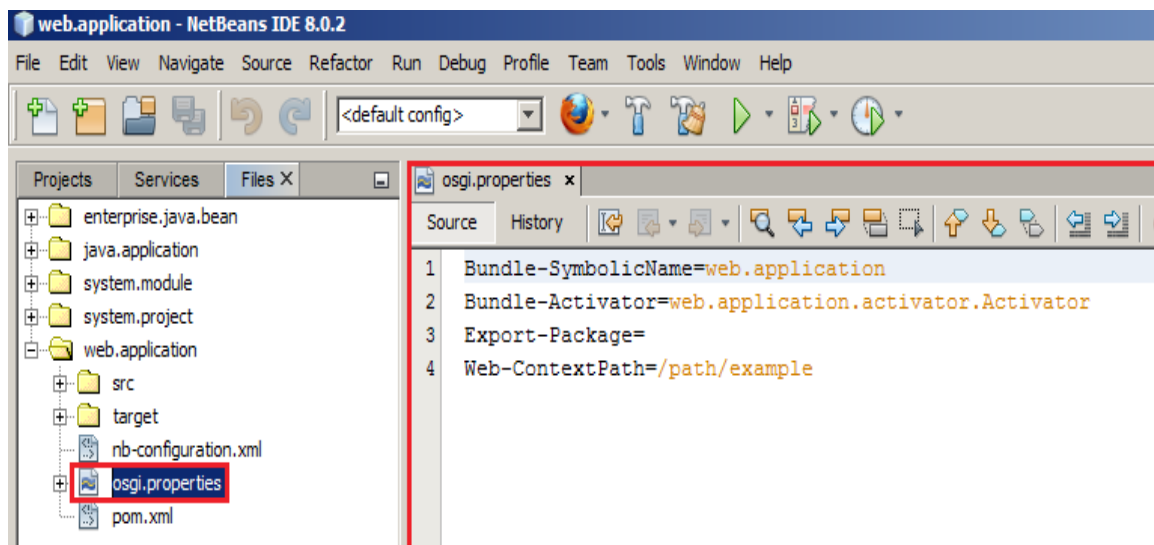 web.application - NetBeans IDE 8.0.2
File Edit View Navigate Source Refactor Run Debug Profile Team Tools Window Help
<default config>
Projects Services Files X
enterprise.java.bean
java.application
system.module
system.project
web.application
src
target
nb-configuration.xml
osgi.properties
pom.xml
osgi.properties x
Source History
1 Bundle-SymbolicName=web.application
2 Bundle-Activator=web.application.activator.Activator
3 Export-Package=
4 Web-ContextPath=/path/example